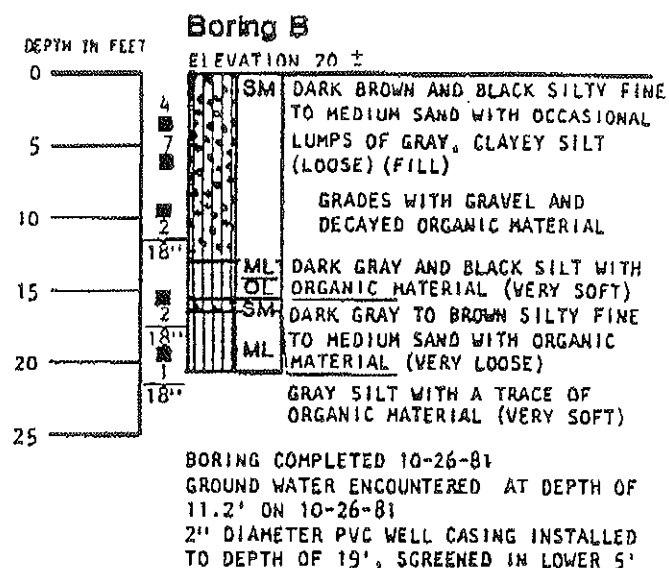 Boring B
DEPTH IN FEET
ELEVATION 20 ±
0
5
10
15
20
25
4
7
2
18"
2
18"
1
18"
SM
DARK BROWN AND BLACK SILTY FINE
TO MEDIUM SAND WITH OCCASIONAL
LUMPS OF GRAY, CLAYEY SILT
(LOOSE) (FILL)
GRADES WITH GRAVEL AND
DECAYED ORGANIC MATERIAL
ML
OL
DARK GRAY AND BLACK SILT WITH
ORGANIC MATERIAL (VERY SOFT)
SM
DARK GRAY TO BROWN SILTY FINE
TO MEDIUM SAND WITH ORGANIC
MATERIAL (VERY LOOSE)
ML
GRAY SILT WITH A TRACE OF
ORGANIC MATERIAL (VERY SOFT)
BORING COMPLETED 10-26-81
GROUND WATER ENCOUNTERED AT DEPTH OF
11.2' ON 10-26-81
2" DIAMETER PVC WELL CASING INSTALLED
TO DEPTH OF 19', SCREENED IN LOWER 5'